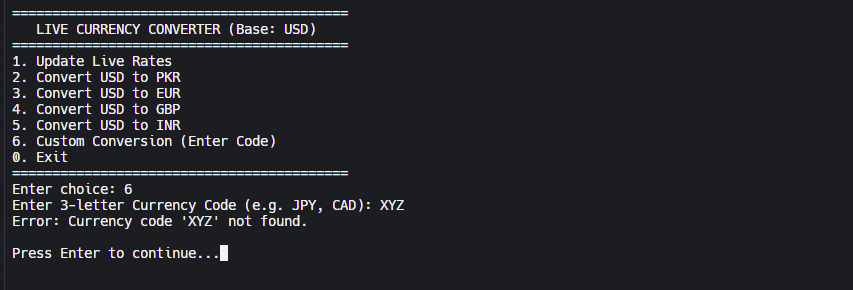 ==========================================
LIVE CURRENCY CONVERTER (Base: USD)
==========================================
1. Update Live Rates
2. Convert USD to PKR
3. Convert USD to EUR
4. Convert USD to GBP
5. Convert USD to INR
6. Custom Conversion (Enter Code)
0. Exit
==========================================
Enter choice: 6
Enter 3-letter Currency Code (e.g. JPY, CAD): XYZ
Error: Currency code 'XYZ' not found.
Press Enter to continue...